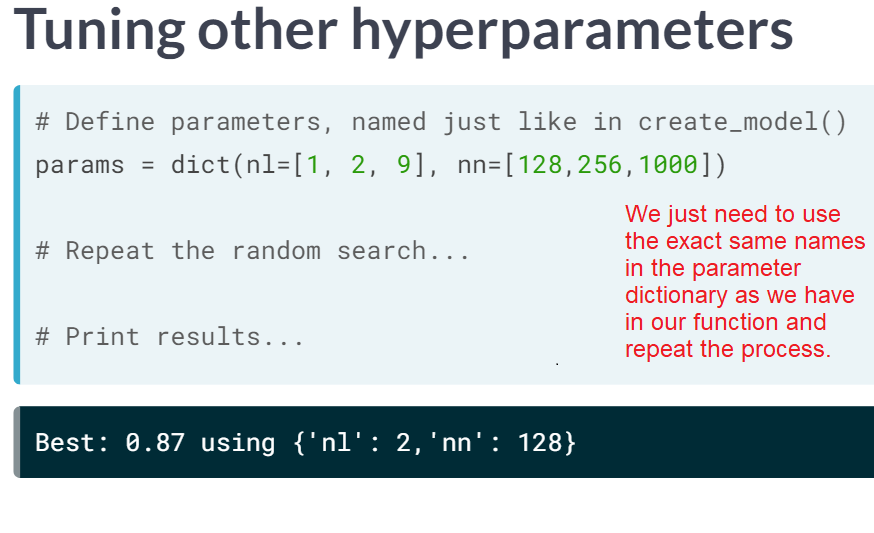 Tuning other hyperparameters
# Define parameters, named just like in create_model()
params = dict(nl=[1, 2, 9], nn=[128,256,1000])
# Repeat the random search...
# Print results...
We just need to use
the exact same names
in the parameter
dictionary as we have
in our function and
repeat the process.
Best: 0.87 using {'nl': 2,'nn': 128}